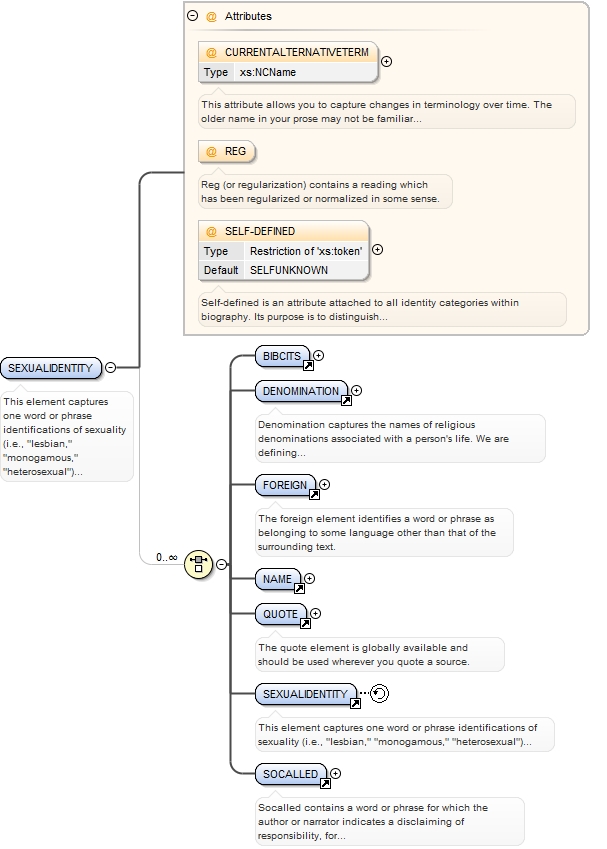 Attributes
CURRENTALTERNATIVETERM
Type xs:NCName
This attribute allows you to capture changes in terminology over time. The
older name in your prose may not be familiar...
REG
Reg (or regularization) contains a reading which
has been regularized or normalized in some sense.
SELF-DEFINED
Type Restriction of 'xs:token'
Default SELFUNKNOWN
Self-defined is an attribute attached to all identity categories within
biography. Its purpose is to distinguish...
SEXUALIDENTITY
This element captures
one word or phrase
identifications of sexuality
(i.e., "lesbian,"
"monogamous,"
"heterosexual")...
0..∞
BIBCITS
DENOMINATION
Denomination captures the names of religious
denominations associated with a person's life. We are
defining...
FOREIGN
The foreign element identifies a word or phrase as
belonging to some language other than that of the
surrounding text.
NAME
QUOTE
The quote element is globally available and
should be used wherever you quote a source.
SEXUALIDENTITY
This element captures one word or phrase identifications of
sexuality (i.e., "lesbian," "monogamous," "heterosexual")...
SOCALLED
Socalled contains a word or phrase for which the
author or narrator indicates a disclaiming of
responsibility, for...